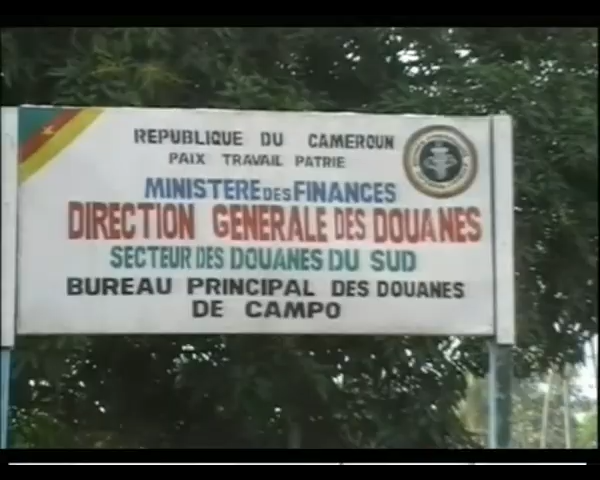 REPUBLIQUE DU CAMEROUN
PAIX TRAVAIL PATRIE
MINISTERE DES FINANCES
DIRECTION GENERALE DES DOUANES
SECTEUR DES DOUANES DU SUD
BUREAU PRINCIPAL DES DOUANES
DE CAMPO